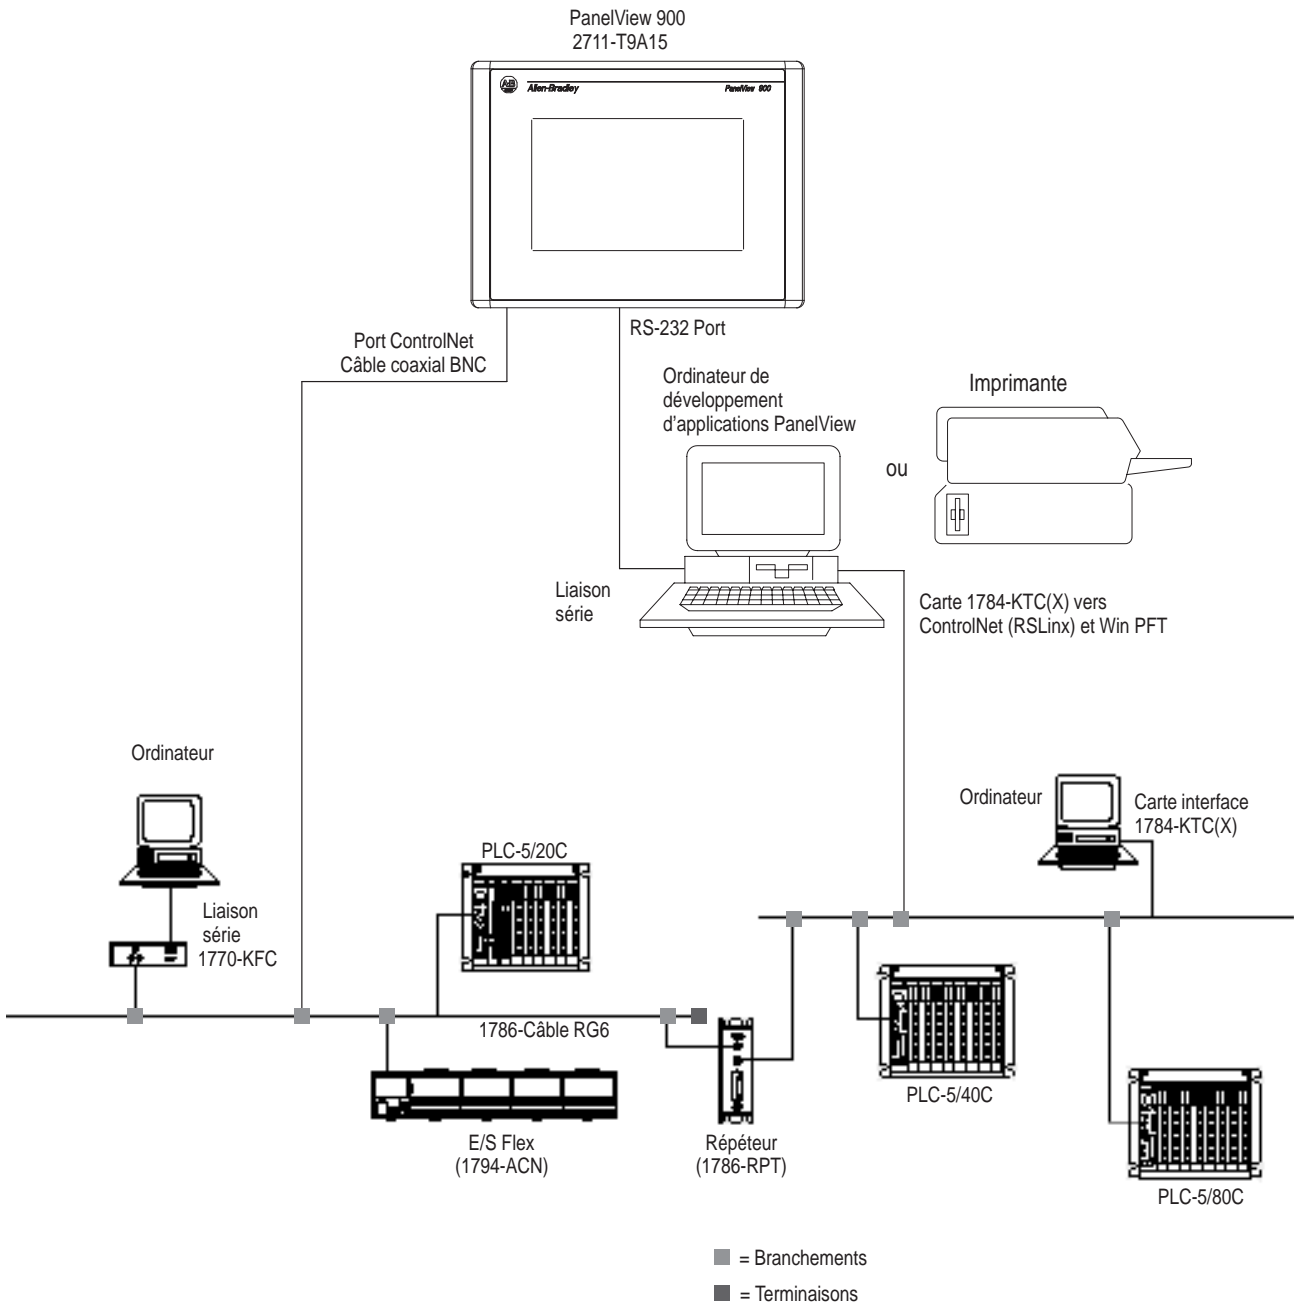 PanelView 900
2711-T9A15
Allen-Bradley
PanelView 900
Port ControlNet
Câble coaxial BNC
RS-232 Port
Ordinateur de
développement
d'applications PanelView
ou
Imprimante
Liaison
série
Carte 1784-KTC(X) vers
ControlNet (RSLinx) et Win PFT
Ordinateur
Liaison
série
1770-KFC
PLC-5/20C
Ordinateur
Carte interface
1784-KTC(X)
1786-Câble RG6
E/S Flex
(1794-ACN)
Répéteur
(1786-RPT)
PLC-5/40C
PLC-5/80C
= Branchements
= Terminaisons